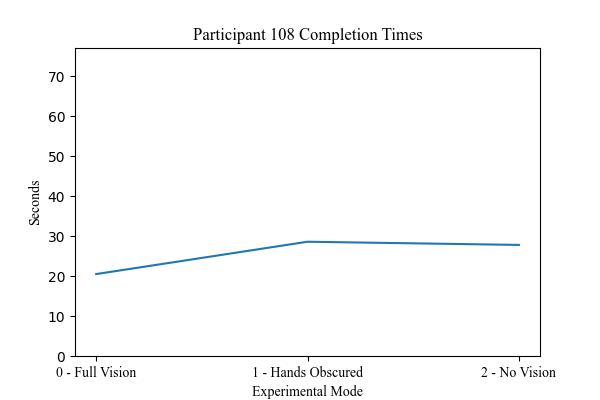 Participant 108 Completion Times
70
60
50
40
30
20
10
0
Seconds
0 - Full Vision
1 - Hands Obscured
2 - No Vision
Experimental Mode